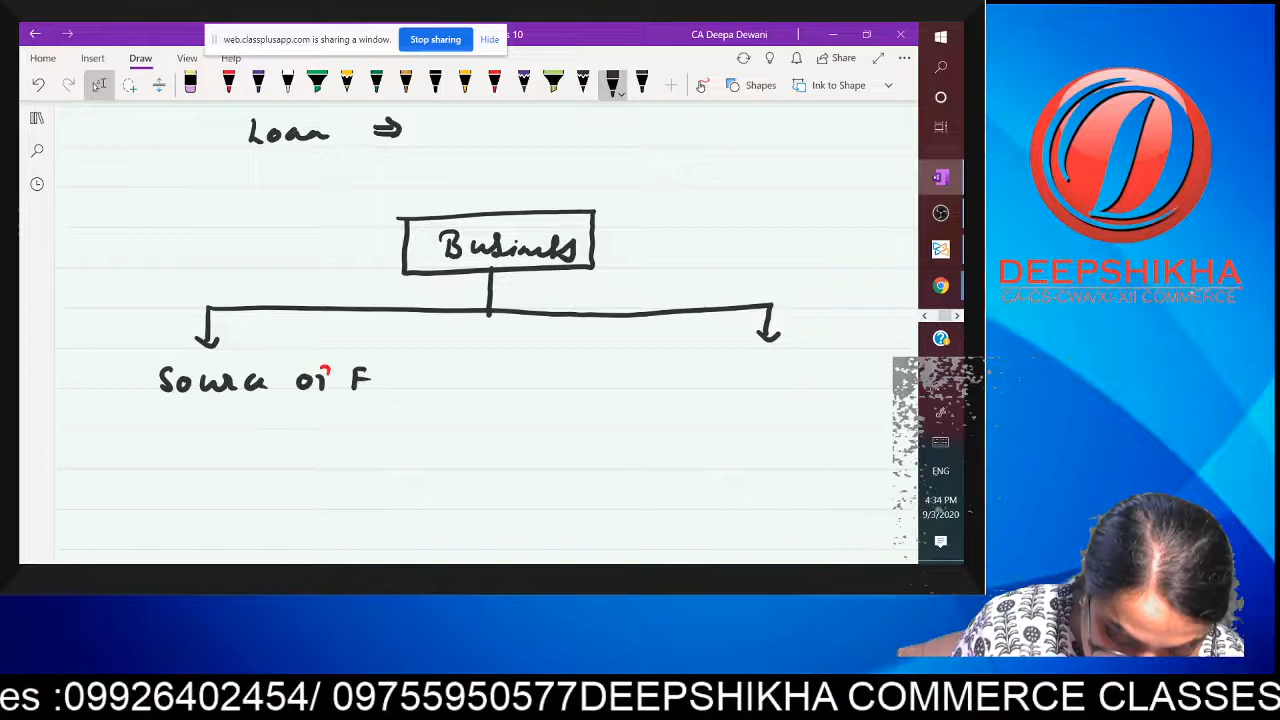 web.classplusapp.com is sharing a window. Stop sharing Hide
s 10 CA Deepa Dewani
Home Insert Draw View Share
Shapes Ink to Shape
Loan ⇒
Business
Source of F
ENG
4:34 PM
9/3/2020
DEEPSHIKHA
CA-CS-CWA/XI-XII COMMERCE
es :09926402454/ 09755950577DEEPSHIKHA COMMERCE CLASSES